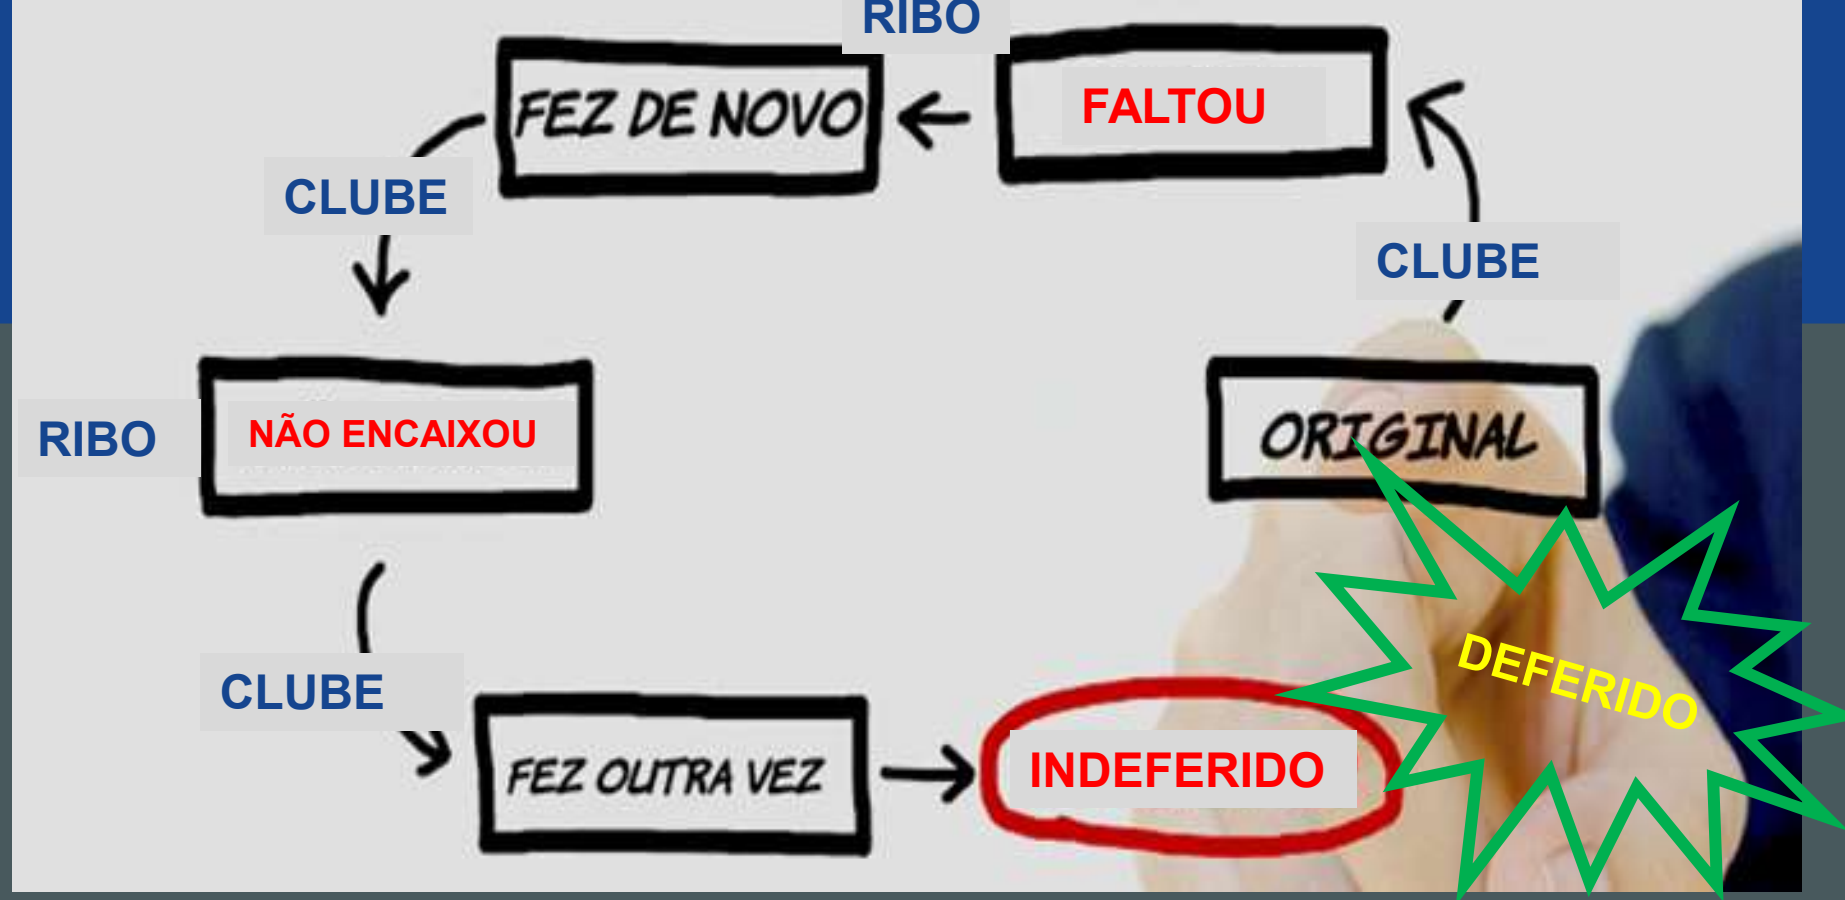 RIBO
FEZ DE NOVO
FALTOU
CLUBE
CLUBE
RIBO
NÃO ENCAIXOU
ORIGINAL
DEFERIDO
CLUBE
FEZ OUTRA VEZ
INDEFERIDO